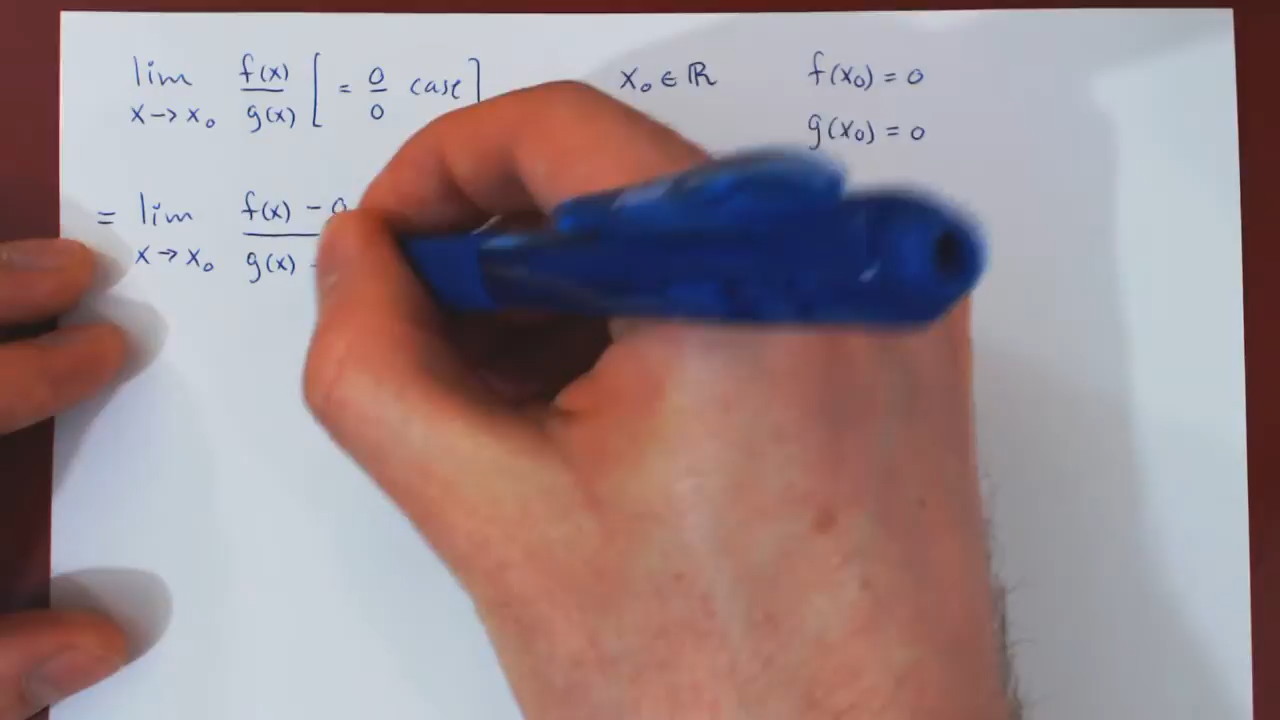 lim f(x)/g(x) [ = 0/0 case ] x₀ ∈ ℝ f(x₀) = 0
x→x₀ g(x₀) = 0
= lim f(x) - 0
x→x₀ g(x) -